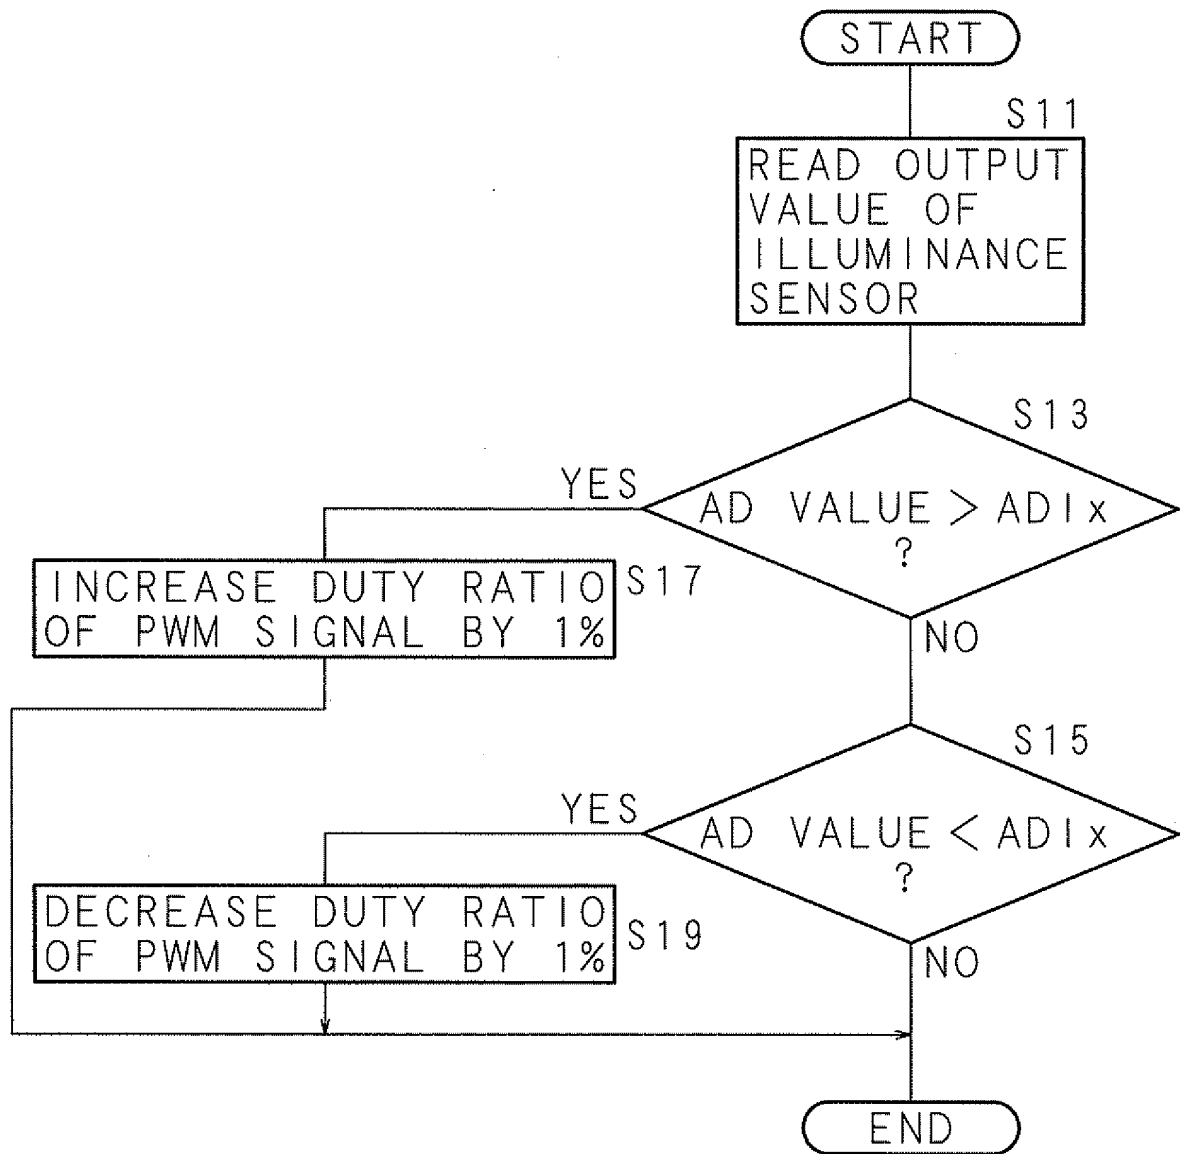 START
S11
READ OUTPUT
VALUE OF
ILLUMINANCE
SENSOR
S13
YES
AD VALUE > ADIx
?
NO
S17
INCREASE DUTY RATIO
OF PWM SIGNAL BY 1%
S15
YES
AD VALUE < ADIx
?
NO
DECREASE DUTY RATIO
OF PWM SIGNAL BY 1%
S19
END